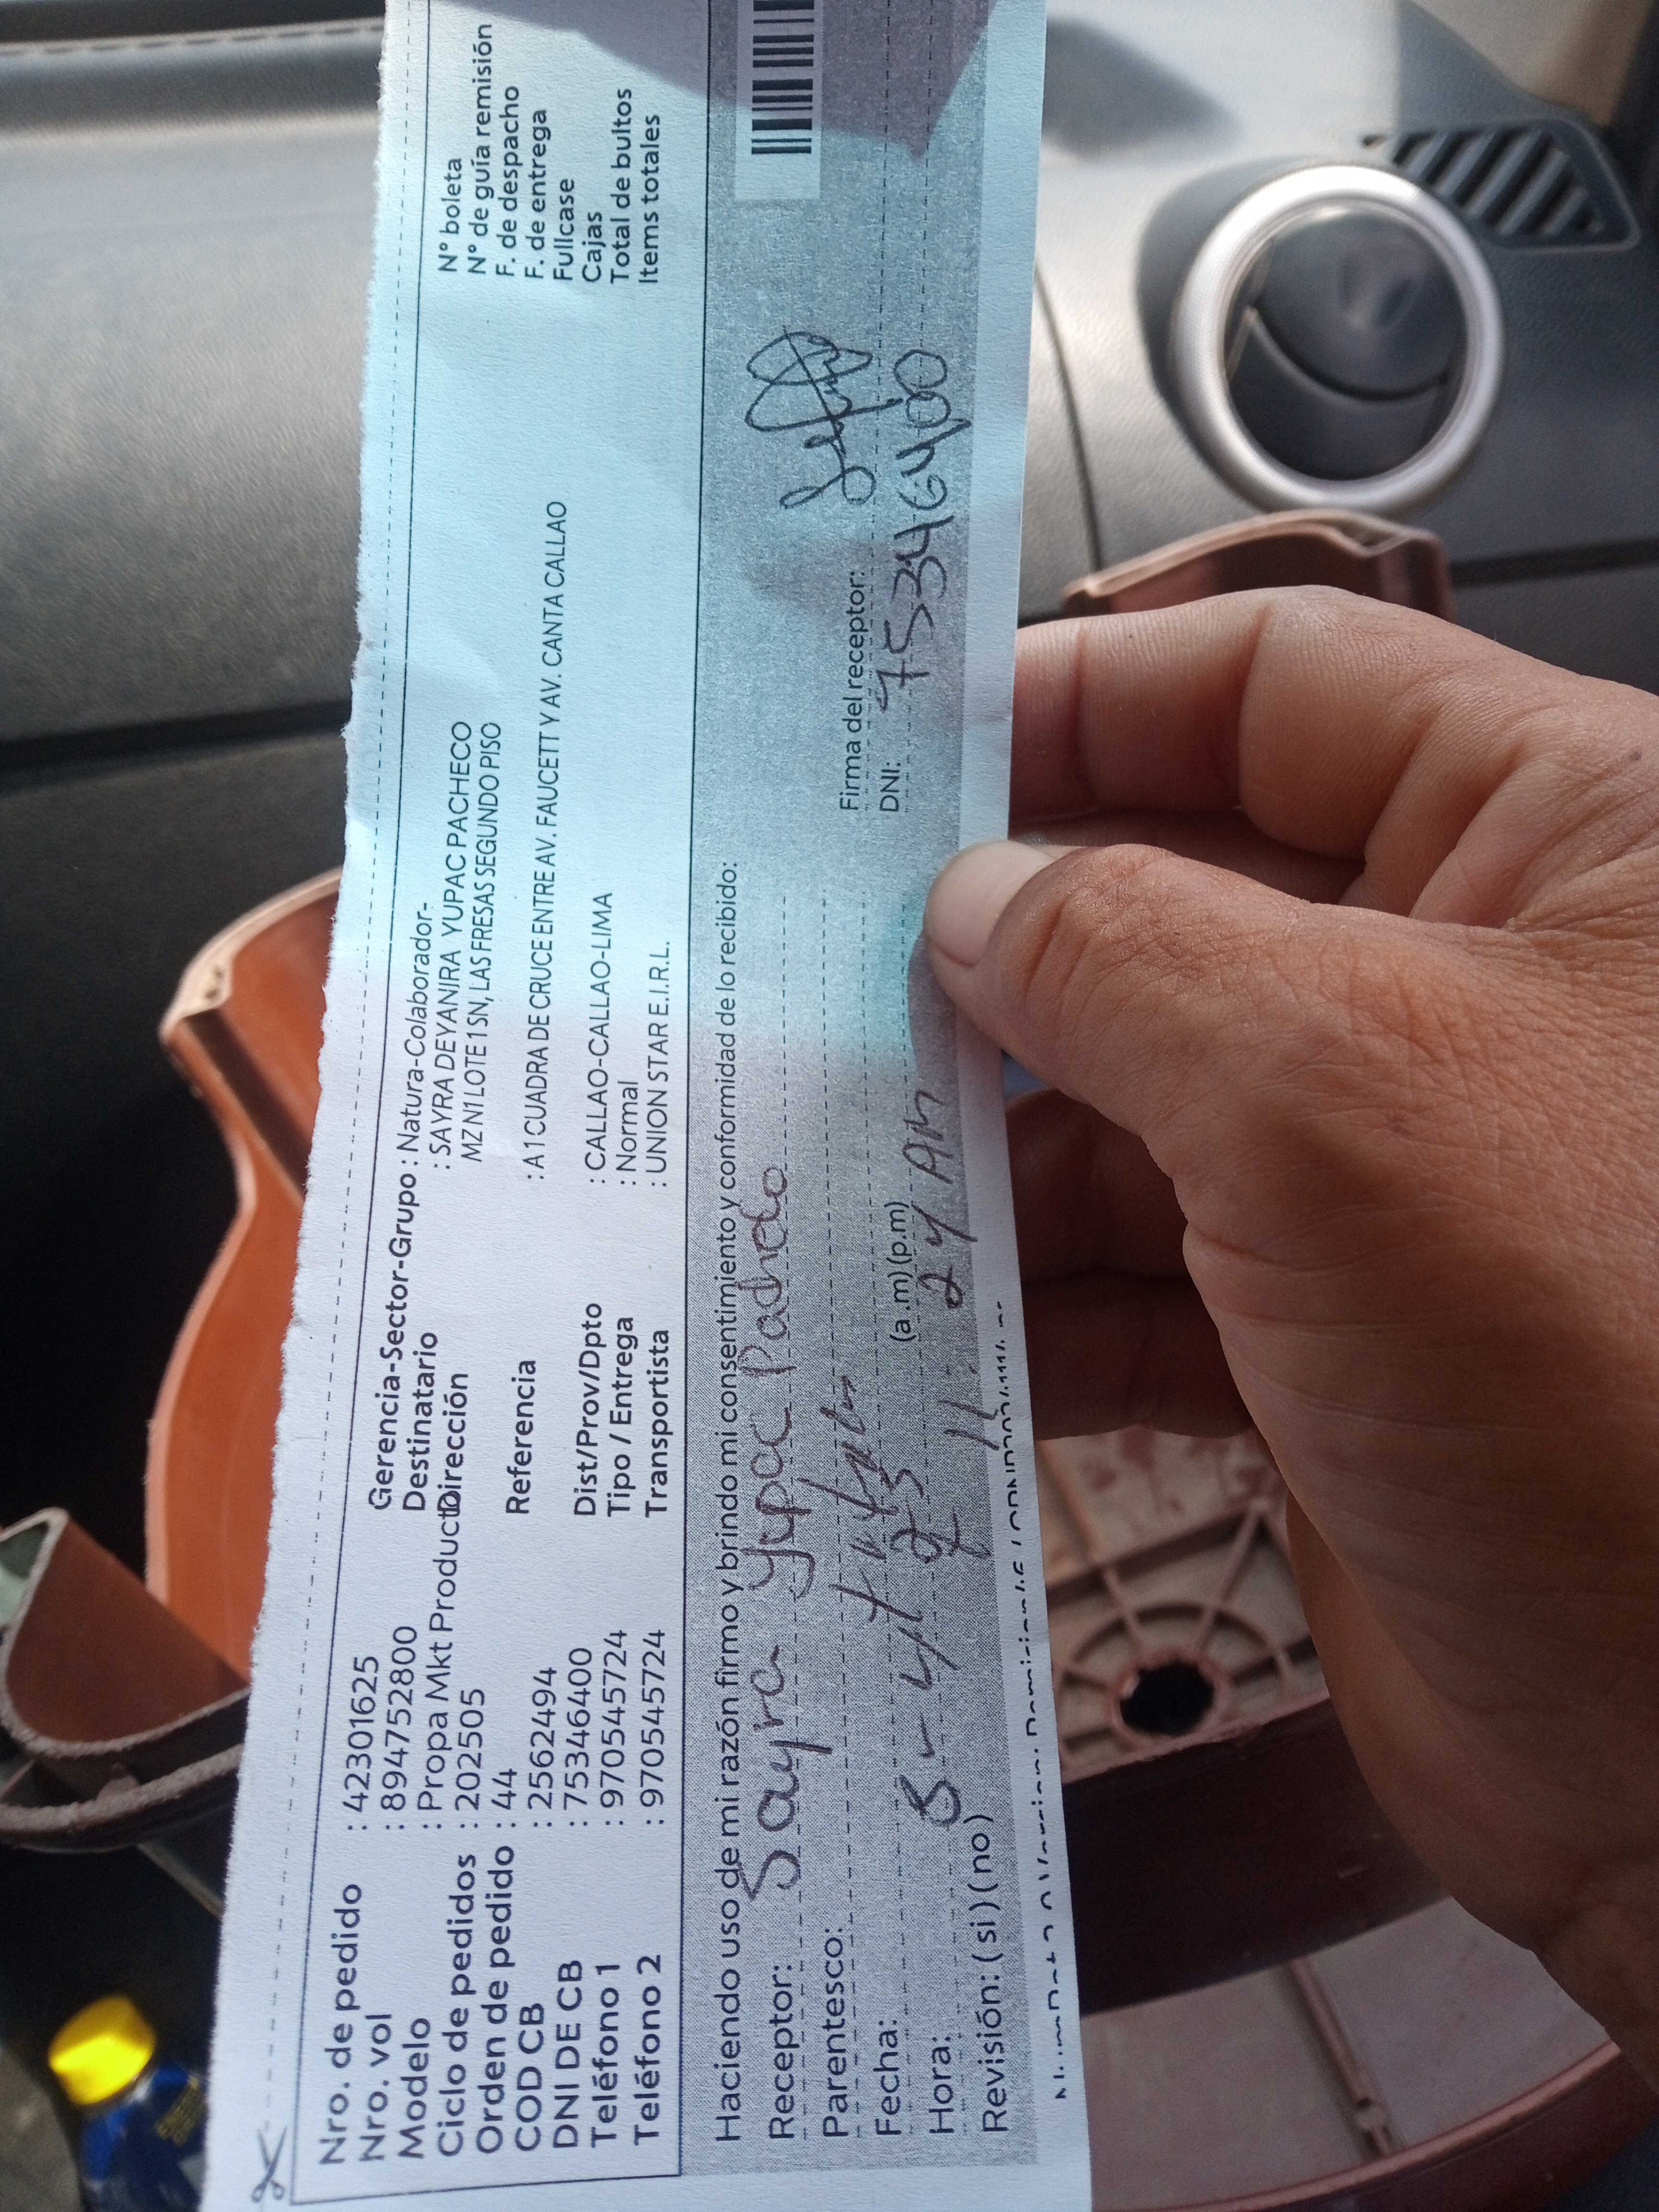 Nro. de pedido : 42301625
Nro. vol : 894752800
Modelo : Propa Mkt Producto
Ciclo de pedidos : 202505
Orden de pedido : 44
COD CB : 2562494
DNI DE CB : 75346400
Teléfono 1 : 970545724
Teléfono 2 : 970545724
Gerencia-Sector-Grupo : Natura-Colaborador-
Destinatario : SAYRA DEYANIRA YUPAC PACHECO
Dirección MZ N1 LOTE 1 SN, LAS FRESAS SEGUNDO PISO
Referencia : A 1 CUADRA DE CRUCE ENTRE AV. FAUCETT Y AV. CANTA CALLAO
Dist/Prov/Dpto : CALLAO-CALLAO-LIMA
Tipo / Entrega : Normal
Transportista : UNION STAR E.I.R.L.
N° boleta
N° de guía remisión
F. de despacho
F. de entrega
Fullcase
Cajas
Total de bultos
Items totales
Haciendo uso de mi razón firmo y brindo mi consentimiento y conformidad de lo recibido:
Receptor: Sayra Yupac
Parentesco:
Fecha: 8-4-
Hora: (a.m) (p.m) 11: 24 AM
Revisión: (si) (no)
Firma del receptor:
DNI: 75346400